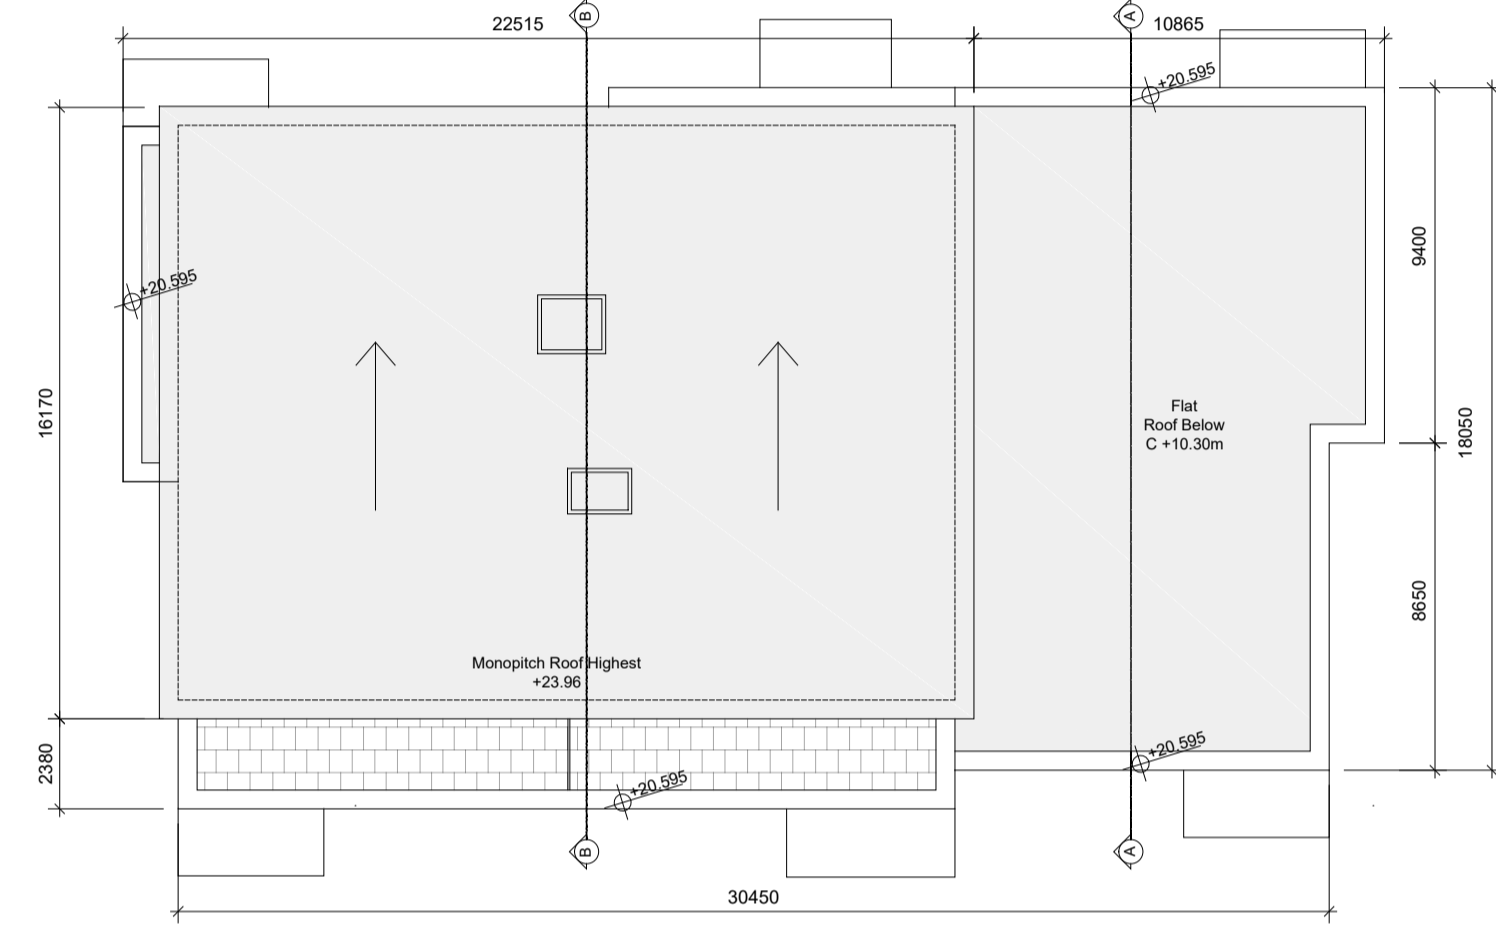 22515
B
A
10865
+20.595
9400
+20.595
16170
Flat
Roof Below
C +10.30m
18050
8650
Monopitch Roof Highest
+23.96
2380
+20.595
+20.595
B
A
30450